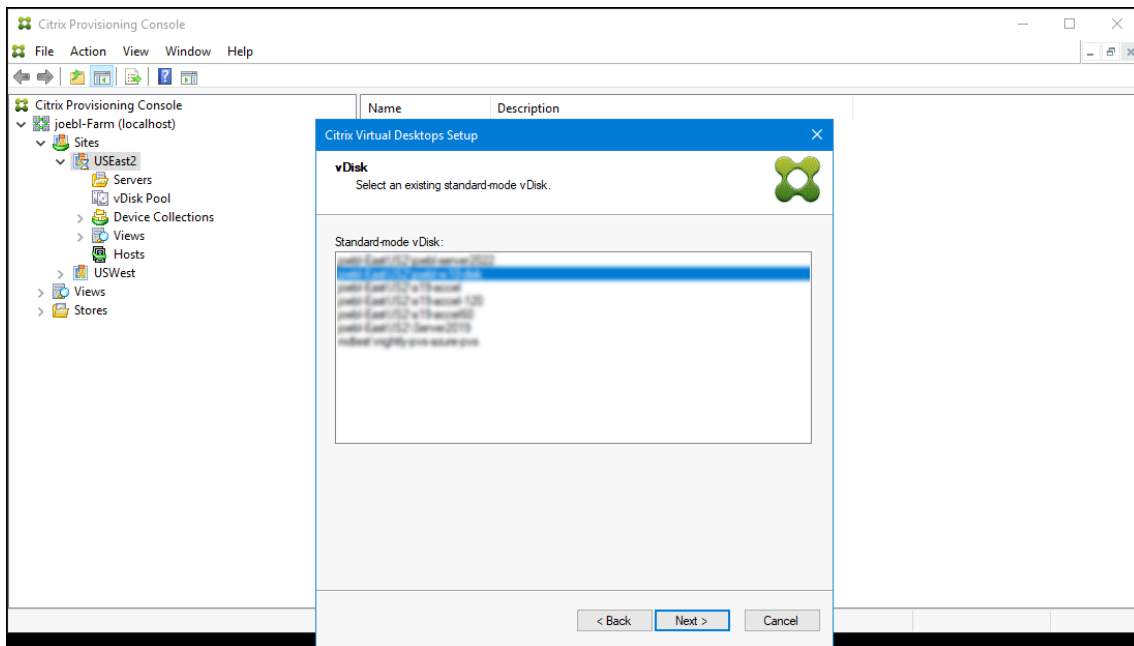 Citrix Provisioning Console
File Action View Window Help
Citrix Provisioning Console
joebl-Farm (localhost)
Sites
USEast2
Servers
vDisk Pool
Device Collections
Views
Hosts
USWest
Views
Stores
Name Description
Citrix Virtual Desktops Setup
vDisk
Select an existing standard-mode vDisk.
Standard-mode vDisk:
< Back Next > Cancel